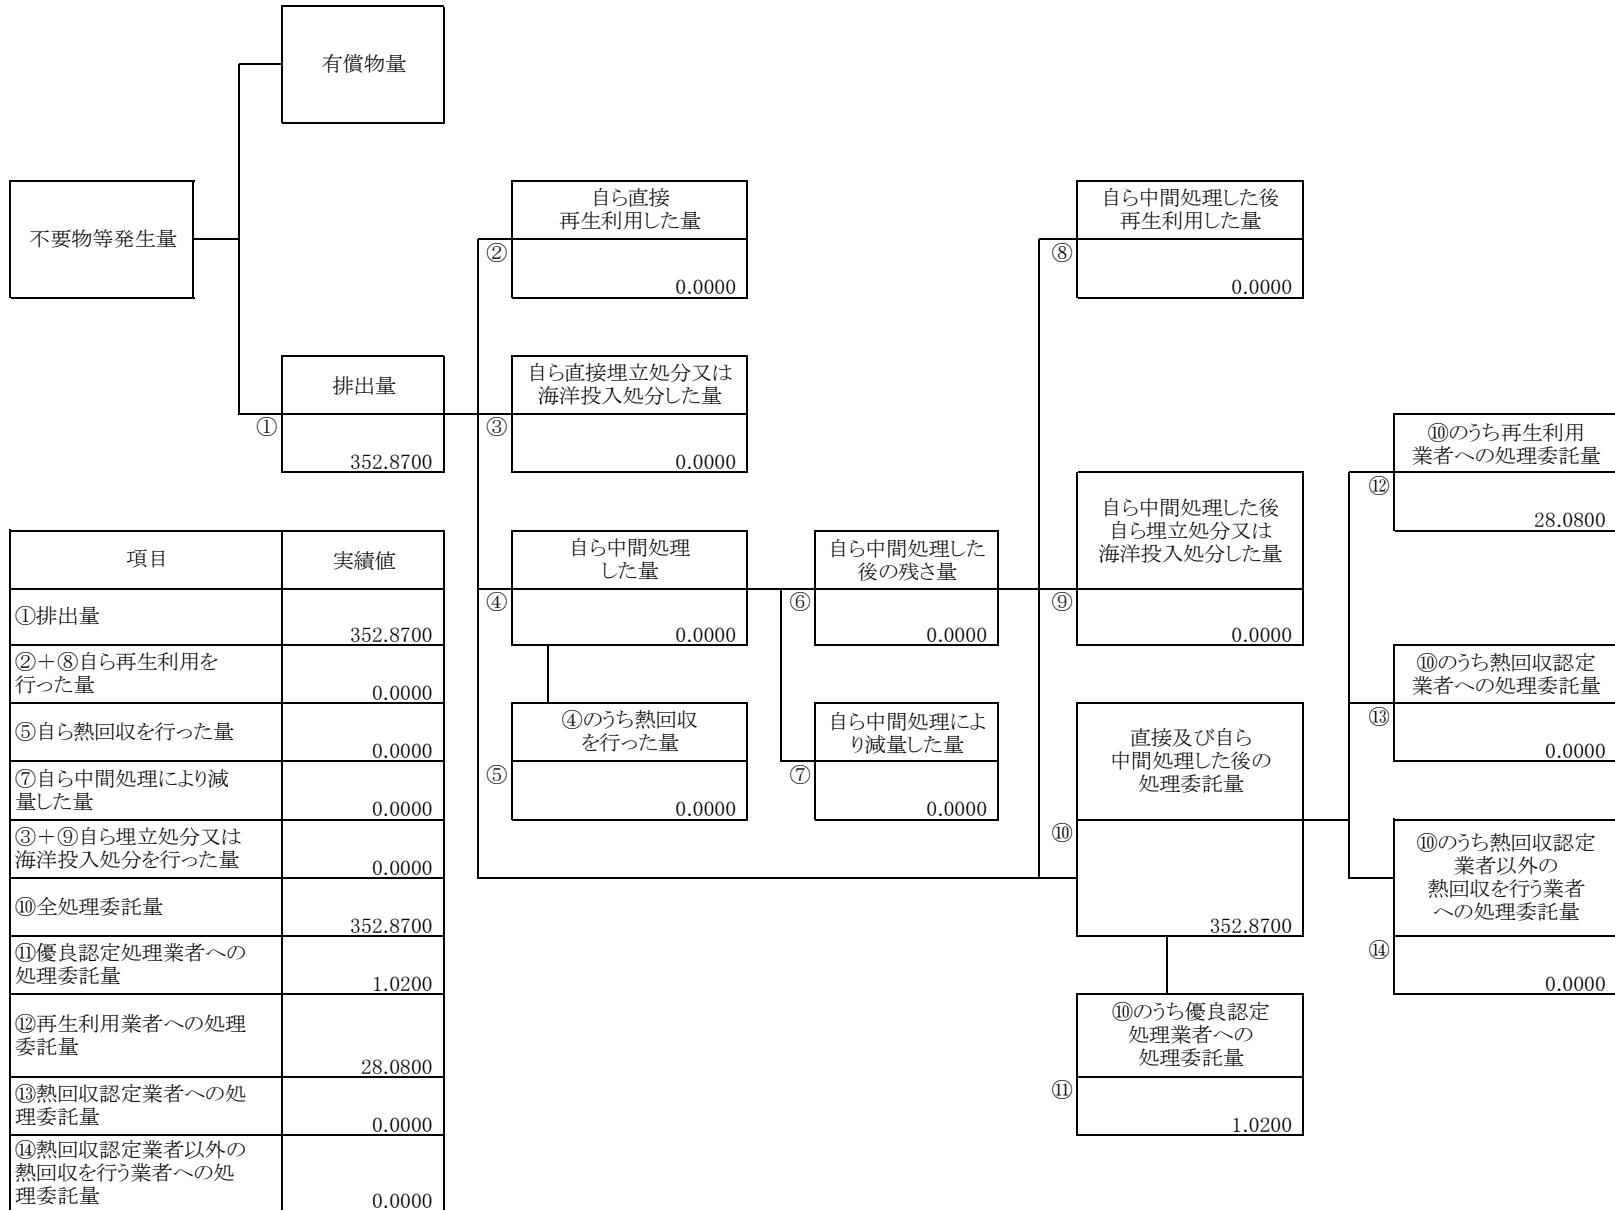 有償物量
不要物等発生量
自ら直接
再生利用した量
②
0.0000
自ら中間処理した後
再生利用した量
⑧
0.0000
排出量
①
352.8700
自ら直接埋立処分又は
海洋投入処分した量
③
0.0000
⑩のうち再生利用
業者への処理委託量
⑫
28.0800
自ら中間処理
した量
④
0.0000
自ら中間処理した
後の残さ量
⑥
0.0000
自ら中間処理した後
自ら埋立処分又は
海洋投入処分した量
⑨
0.0000
⑩のうち熱回収認定
業者への処理委託量
⑬
0.0000
④のうち熱回収
を行った量
⑤
0.0000
自ら中間処理によ
り減量した量
⑦
0.0000
直接及び自ら
中間処理した後の
処理委託量
⑩
352.8700
⑩のうち熱回収認定
業者以外の
熱回収を行う業者
への処理委託量
⑭
0.0000
⑩のうち優良認定
処理業者への
処理委託量
⑪
1.0200
項目 実績値
①排出量
352.8700
②+⑧自ら再生利用を
行った量
0.0000
⑤自ら熱回収を行った量
0.0000
⑦自ら中間処理により減
量した量
0.0000
③+⑨自ら埋立処分又は
海洋投入処分を行った量
0.0000
⑩全処理委託量
352.8700
⑪優良認定処理業者への
処理委託量
1.0200
⑫再生利用業者への処理
委託量
28.0800
⑬熱回収認定業者への処
理委託量
0.0000
⑭熱回収認定業者以外の
熱回収を行う業者への処
理委託量
0.0000